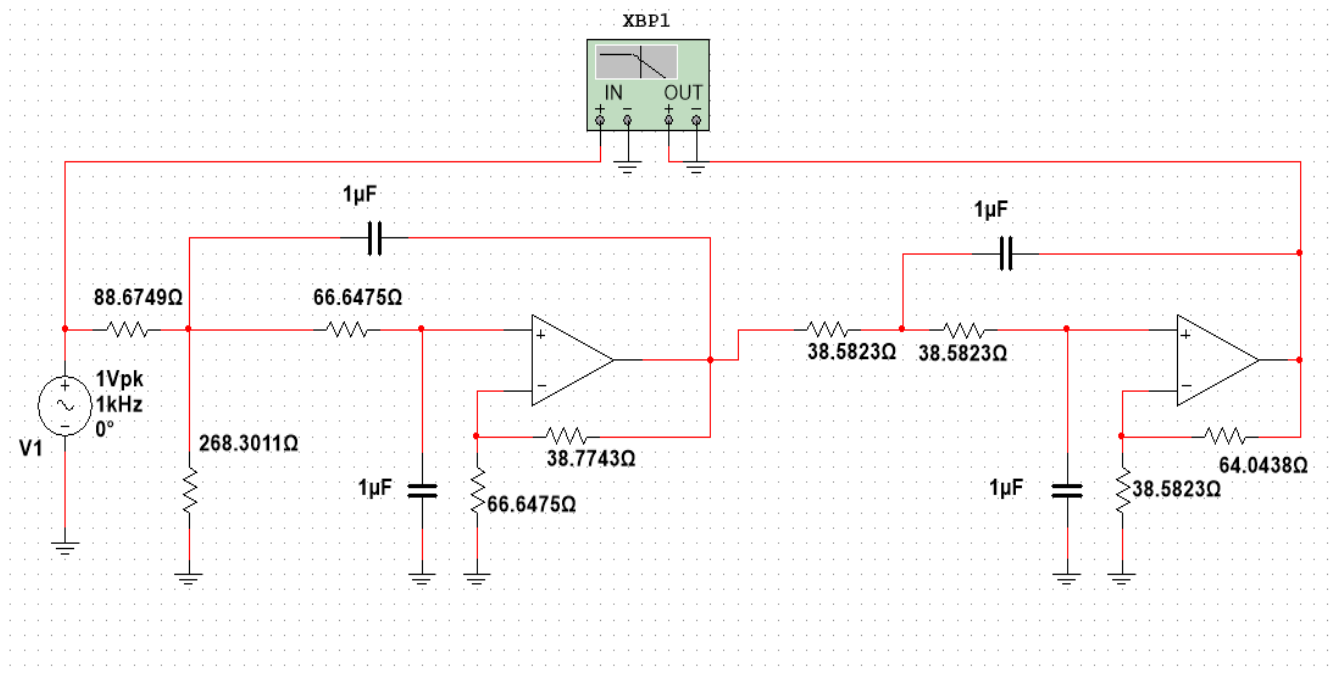 XBP1
IN OUT
+ − + −
1µF
1µF
88.6749Ω
66.6475Ω
38.5823Ω
38.5823Ω
+
−
+
−
+
−
1Vpk
1kHz
0°
V1
268.3011Ω
38.7743Ω
1µF
66.6475Ω
64.0438Ω
1µF
38.5823Ω